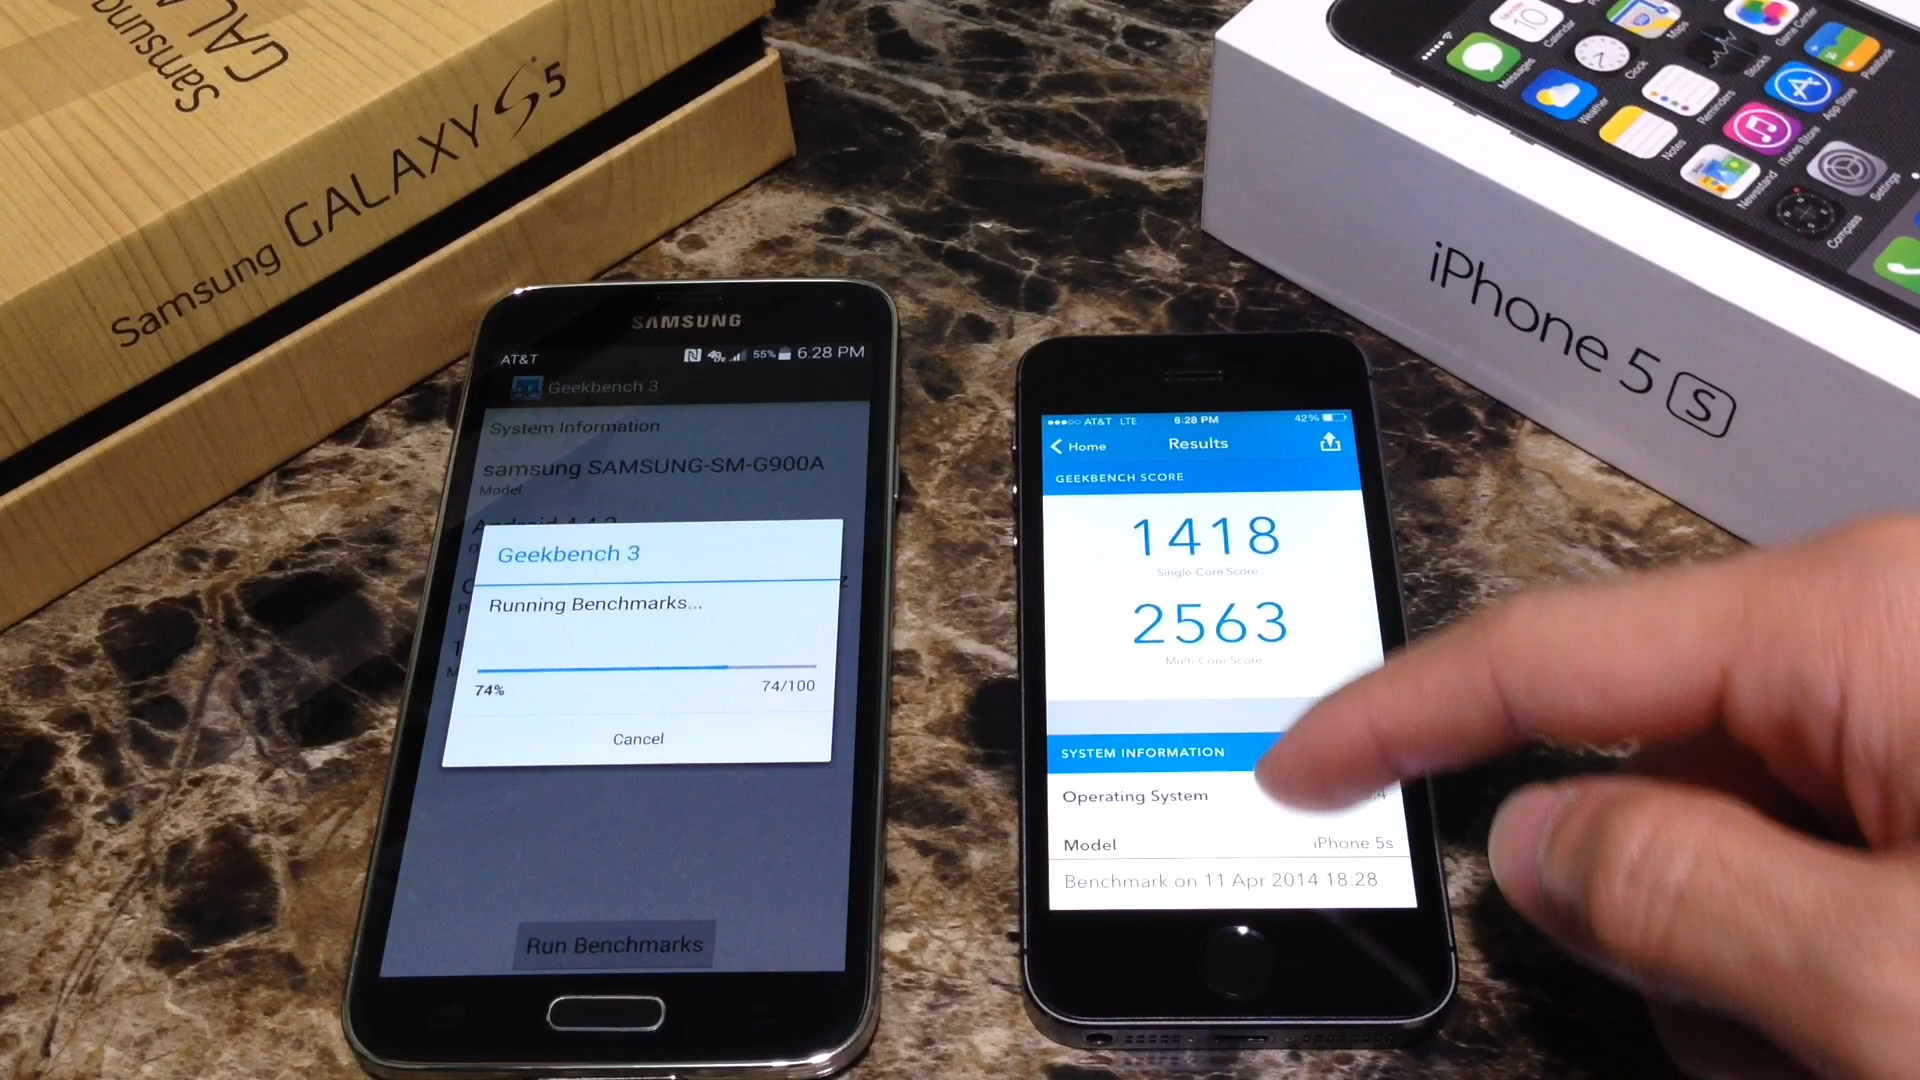 Samsung
GALA
Samsung GALAXY S5
SAMSUNG
AT&T
55%
6:28 PM
Geekbench 3
System Information
samsung SAMSUNG-SM-G900A
Model
Geekbench 3
Running Benchmarks...
74%
74/100
Cancel
Run Benchmarks
AT&T LTE
6:28 PM
42%
Home
Results
GEEKBENCH SCORE
1418
Single-Core Score
2563
Multi-Core Score
SYSTEM INFORMATION
Operating System
Model
iPhone 5s
Benchmark on 11 Apr 2014 18:28
Monday
10
Messages
Calendar
Maps
Game Center
Weather
Clock
Stocks
Passbook
Notes
Reminders
iTunes Store
App Store
Newsstand
Compass
Settings
iPhone 5 S